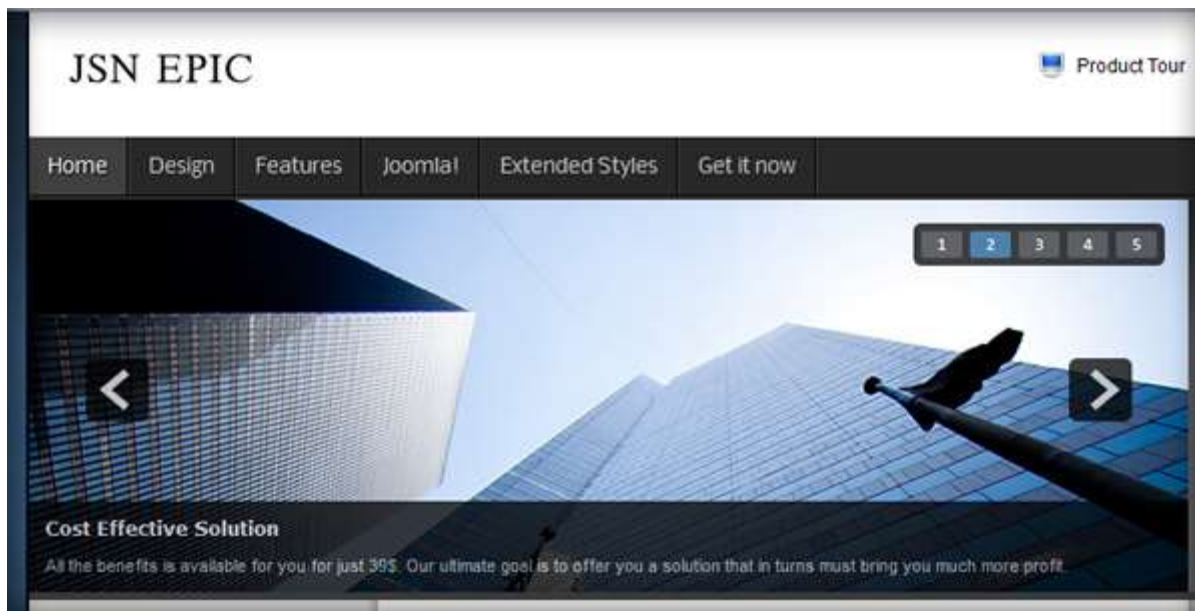 JSN EPIC
Product Tour
Home Design Features Joomla! Extended Styles Get it now
1 2 3 4 5
Cost Effective Solution
All the benefits is available for you for just 39$. Our ultimate goal is to offer you a solution that in turns must bring you much more profit.